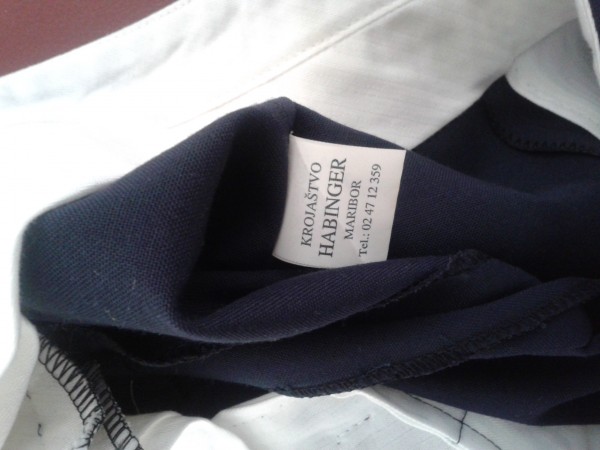 KROJAŠTVO
HABINGER
MARIBOR
Tel.: 02 47 12 359